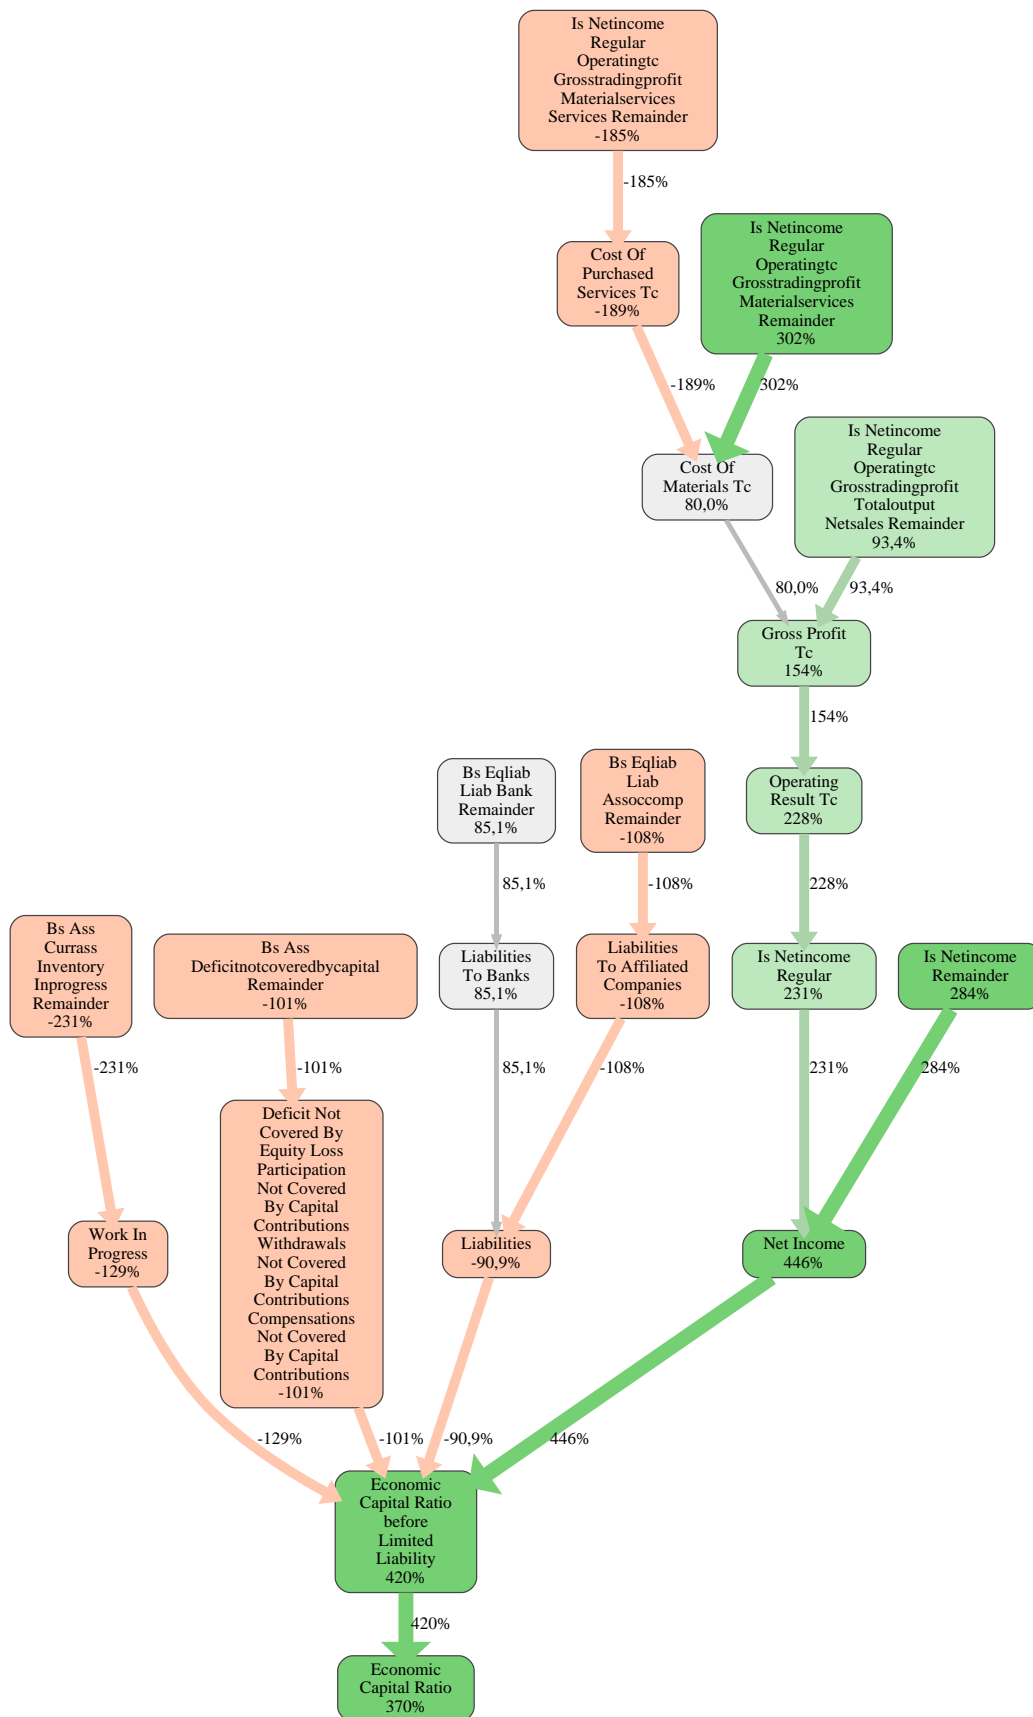 Is Netincome
Regular
Operatingtc
Grosstradingprofit
Materialservices
Services Remainder
-185%
-185%
Cost Of
Purchased
Services Tc
-189%
Is Netincome
Regular
Operatingtc
Grosstradingprofit
Materialservices
Remainder
302%
-189%
302%
Cost Of
Materials Tc
80,0%
Is Netincome
Regular
Operatingtc
Grosstradingprofit
Totaloutput
Netsales Remainder
93,4%
80,0%
93,4%
Gross Profit
Tc
154%
154%
Bs Eqliab
Liab Bank
Remainder
85,1%
Bs Eqliab
Liab
Assoccomp
Remainder
-108%
Operating
Result Tc
228%
85,1%
-108%
228%
Bs Ass
Currass
Inventory
Inprogress
Remainder
-231%
Bs Ass
Deficitnotcoveredbycapital
Remainder
-101%
Liabilities
To Banks
85,1%
Liabilities
To Affiliated
Companies
-108%
Is Netincome
Regular
231%
Is Netincome
Remainder
284%
-231%
-101%
85,1%
-108%
231%
284%
Deficit Not
Covered By
Equity Loss
Participation
Not Covered
By Capital
Contributions
Withdrawals
Not Covered
By Capital
Contributions
Compensations
Not Covered
By Capital
Contributions
-101%
Work In
Progress
-129%
Liabilities
-90,9%
Net Income
446%
-129%
-101%
-90,9%
446%
Economic
Capital Ratio
before
Limited
Liability
420%
420%
Economic
Capital Ratio
370%